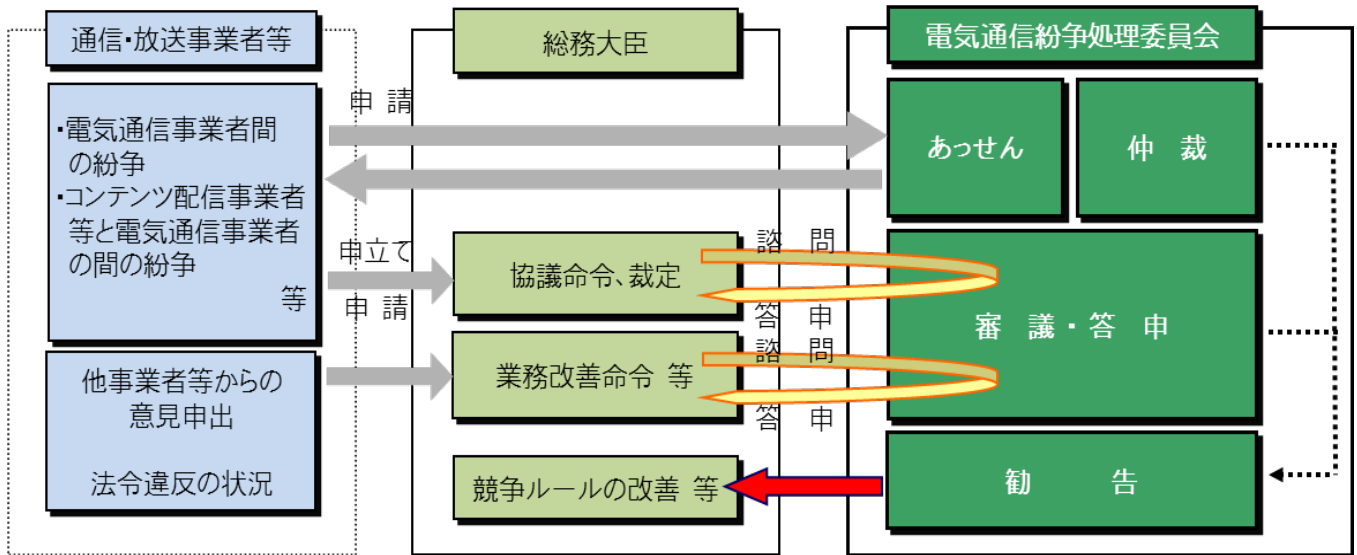 通信・放送事業者等
総務大臣
電気通信紛争処理委員会
・電気通信事業者間
の紛争
・コンテンツ配信事業者
等と電気通信事業者
の間の紛争
等
申 請
あっせん
仲 裁
申立て
申 請
協議命令、裁定
諮 問
答 申
審 議・答 申
他事業者等からの
意見申出
法令違反の状況
業務改善命令 等
諮 問
答 申
競争ルールの改善 等
勧 告